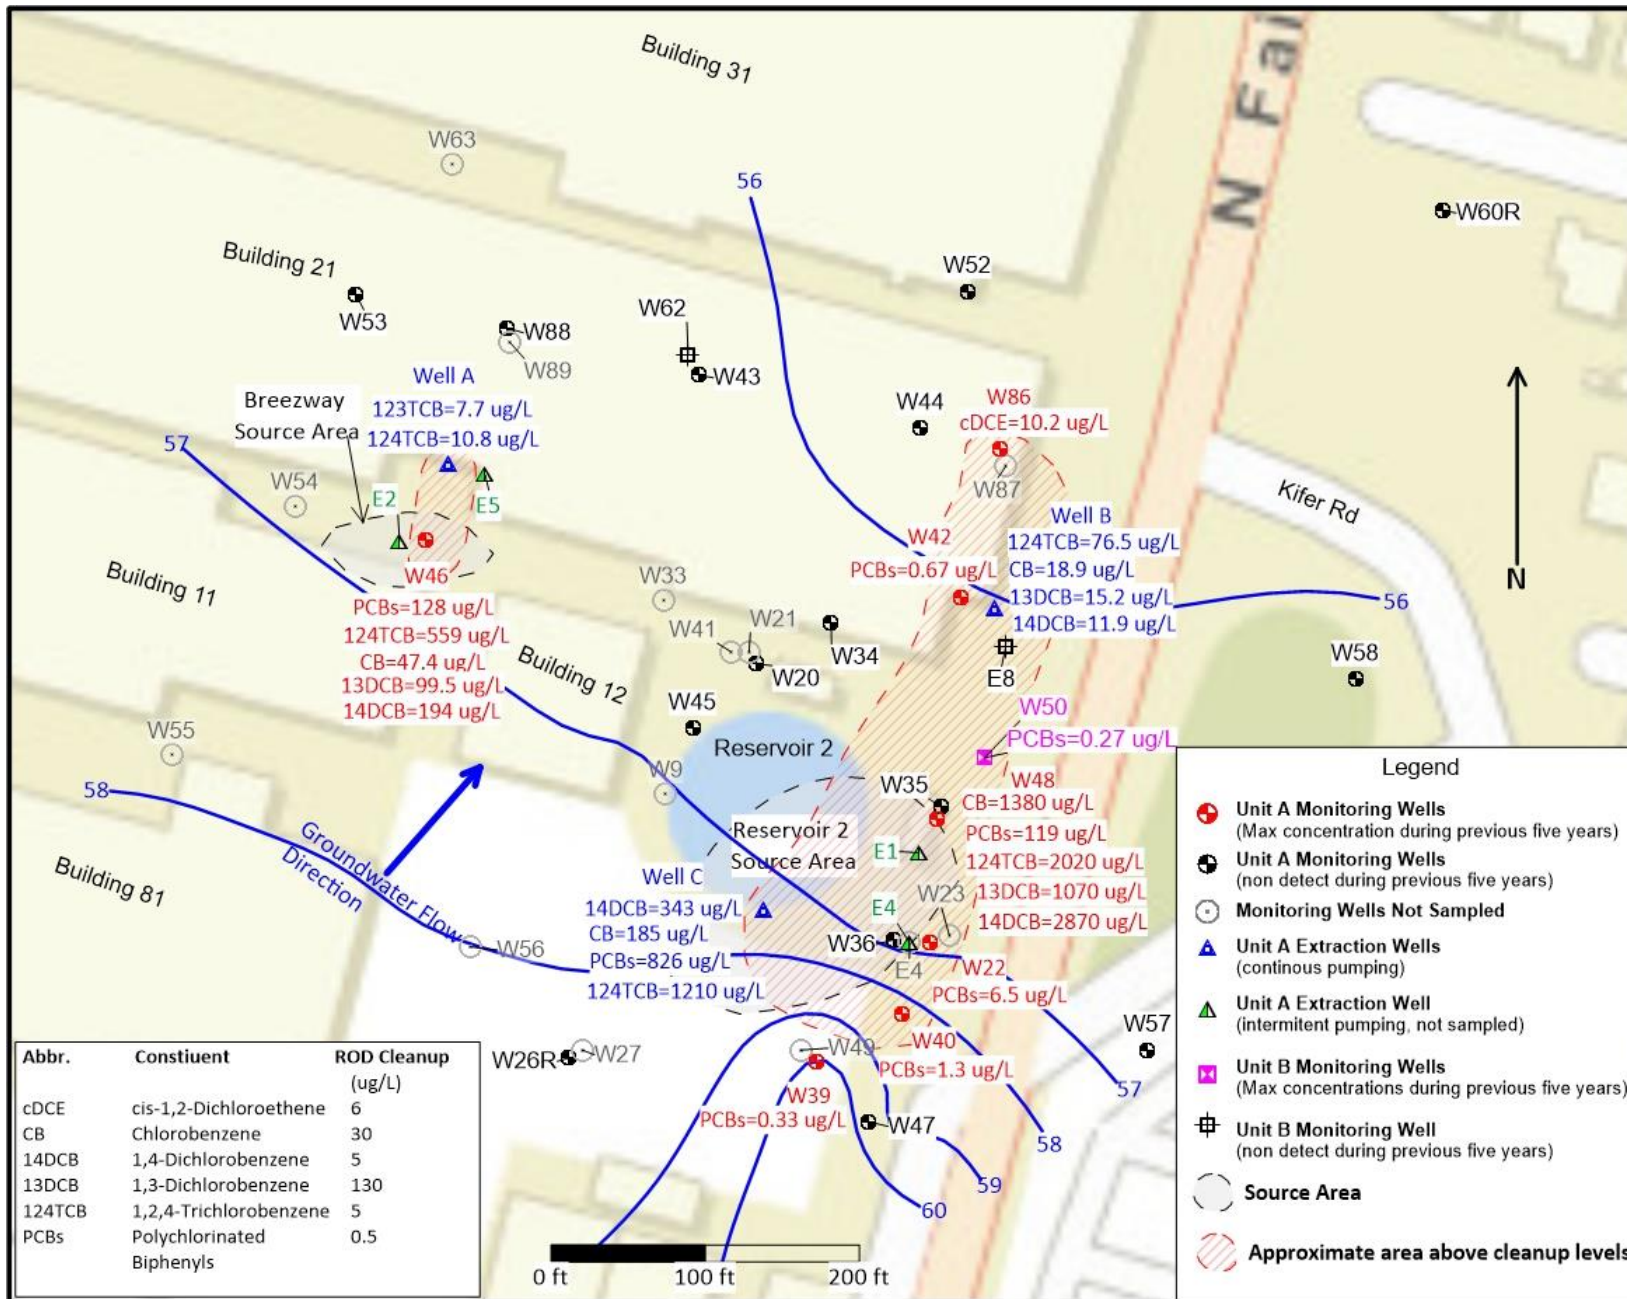 Building 31
N Fai
W63
56
W60R
Building 21
W52
W53
W62
W88
W89
W43
Well A
123TCB=7.7 ug/L
124TCB=10.8 ug/L
Breezway
Source Area
W44
W86
cDCE=10.2 ug/L
W87
57
W54
E2
E5
Kifer Rd
N
W42
PCBs=0.67 ug/L
Well B
124TCB=76.5 ug/L
CB=18.9 ug/L
13DCB=15.2 ug/L
14DCB=11.9 ug/L
56
W46
PCBs=128 ug/L
124TCB=559 ug/L
CB=47.4 ug/L
13DCB=99.5 ug/L
14DCB=194 ug/L
Building 11
W33
W41
W21
W20
W34
E8
W58
Building 12
W45
W50
PCBs=0.27 ug/L
W55
Reservoir 2
W9
58
W35
W48
CB=1380 ug/L
PCBs=119 ug/L
124TCB=2020 ug/L
13DCB=1070 ug/L
14DCB=2870 ug/L
Reservoir 2
Source Area
E1
Groundwater Flow
Direction
Building 81
Well C
14DCB=343 ug/L
CB=185 ug/L
PCBs=826 ug/L
124TCB=1210 ug/L
W23
E4
W36
E4
W56
W22
PCBs=6.5 ug/L
W57
W26R
W27
W49
W40
PCBs=1.3 ug/L
W39
PCBs=0.33 ug/L
W47
57
58
59
60
0 ft
100 ft
200 ft
Abbr. Constiuent ROD Cleanup
(ug/L)
cDCE cis-1,2-Dichloroethene 6
CB Chlorobenzene 30
14DCB 1,4-Dichlorobenzene 5
13DCB 1,3-Dichlorobenzene 130
124TCB 1,2,4-Trichlorobenzene 5
PCBs Polychlorinated 0.5
Biphenyls
Legend
Unit A Monitoring Wells
(Max concentration during previous five years)
Unit A Monitoring Wells
(non detect during previous five years)
Monitoring Wells Not Sampled
Unit A Extraction Wells
(continous pumping)
Unit A Extraction Well
(intermitent pumping, not sampled)
Unit B Monitoring Wells
(Max concentrations during previous five years)
Unit B Monitoring Well
(non detect during previous five years)
Source Area
Approximate area above cleanup levels